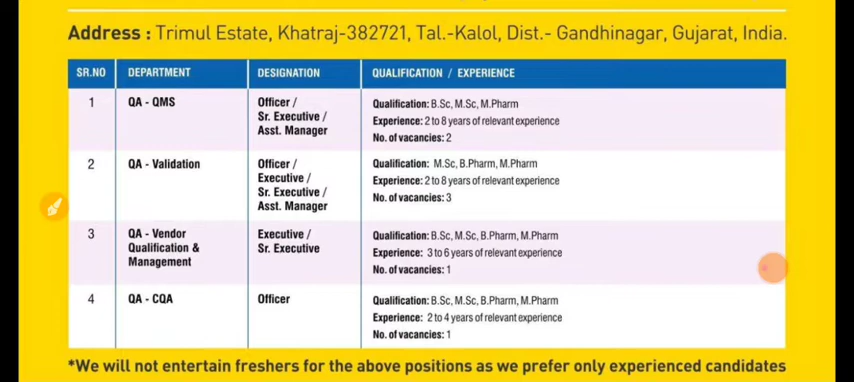 Address : Trimul Estate, Khatraj-382721, Tal.-Kalol, Dist.- Gandhinagar, Gujarat, India.
SR.NO DEPARTMENT DESIGNATION QUALIFICATION / EXPERIENCE
1 QA - QMS Officer / Qualification: B.Sc, M.Sc, M.Pharm
Sr. Executive / Experience: 2 to 8 years of relevant experience
Asst. Manager No. of vacancies: 2
2 QA - Validation Officer / Qualification: M.Sc, B.Pharm, M.Pharm
Executive / Experience: 2 to 8 years of relevant experience
Sr. Executive / No. of vacancies: 3
Asst. Manager
3 QA - Vendor Executive / Qualification: B.Sc, M.Sc, B.Pharm, M.Pharm
Qualification & Sr. Executive Experience: 3 to 6 years of relevant experience
Management No. of vacancies: 1
4 QA - CQA Officer Qualification: B.Sc, M.Sc, B.Pharm, M.Pharm
Experience: 2 to 4 years of relevant experience
No. of vacancies: 1
*We will not entertain freshers for the above positions as we prefer only experienced candidates